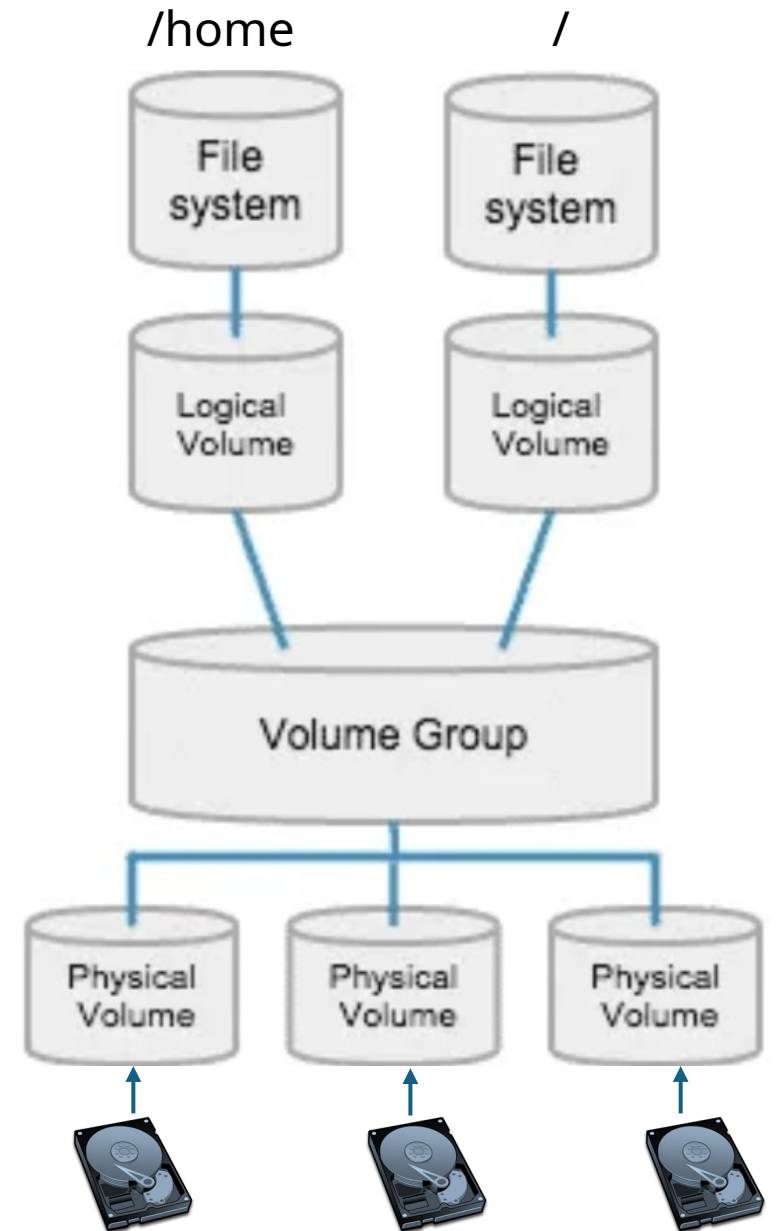 /home
/
File
system
File
system
Logical
Volume
Logical
Volume
Volume Group
Physical
Volume
Physical
Volume
Physical
Volume